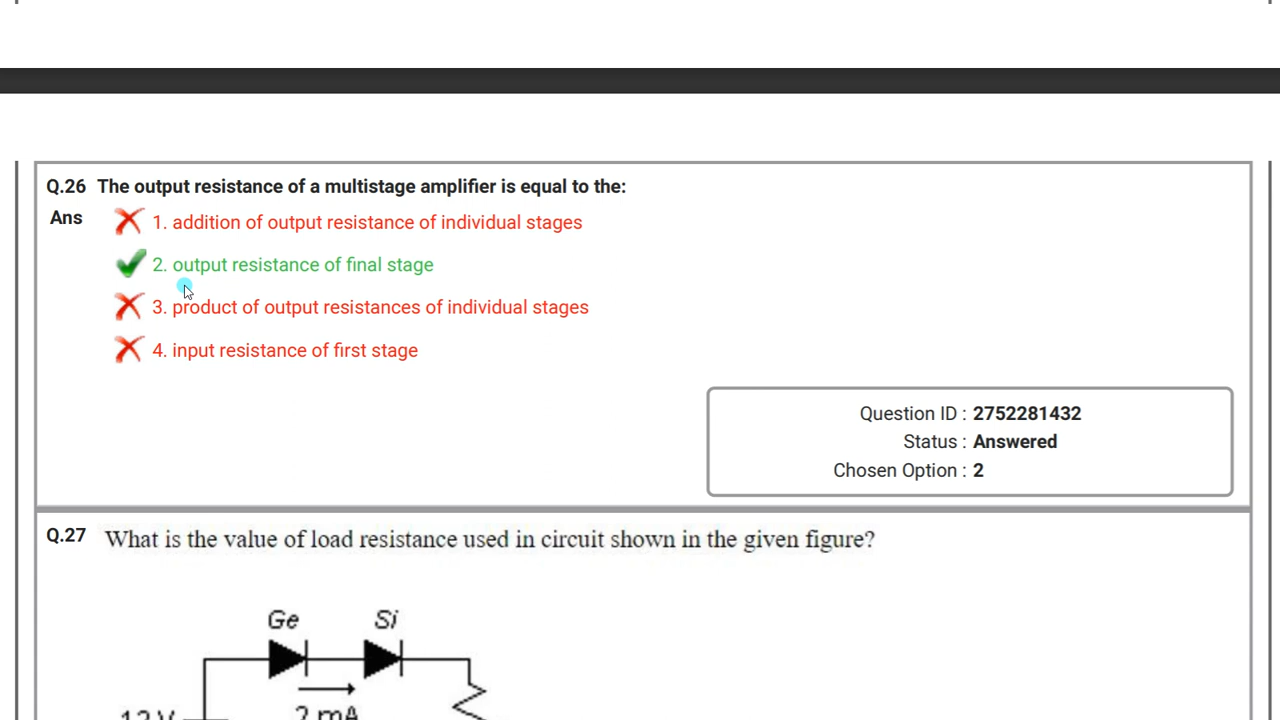 Q.26 The output resistance of a multistage amplifier is equal to the:
Ans 1. addition of output resistance of individual stages
2. output resistance of final stage
3. product of output resistances of individual stages
4. input resistance of first stage
Question ID : 2752281432
Status : Answered
Chosen Option : 2
Q.27 What is the value of load resistance used in circuit shown in the given figure?
Ge Si
12 V 2 mA